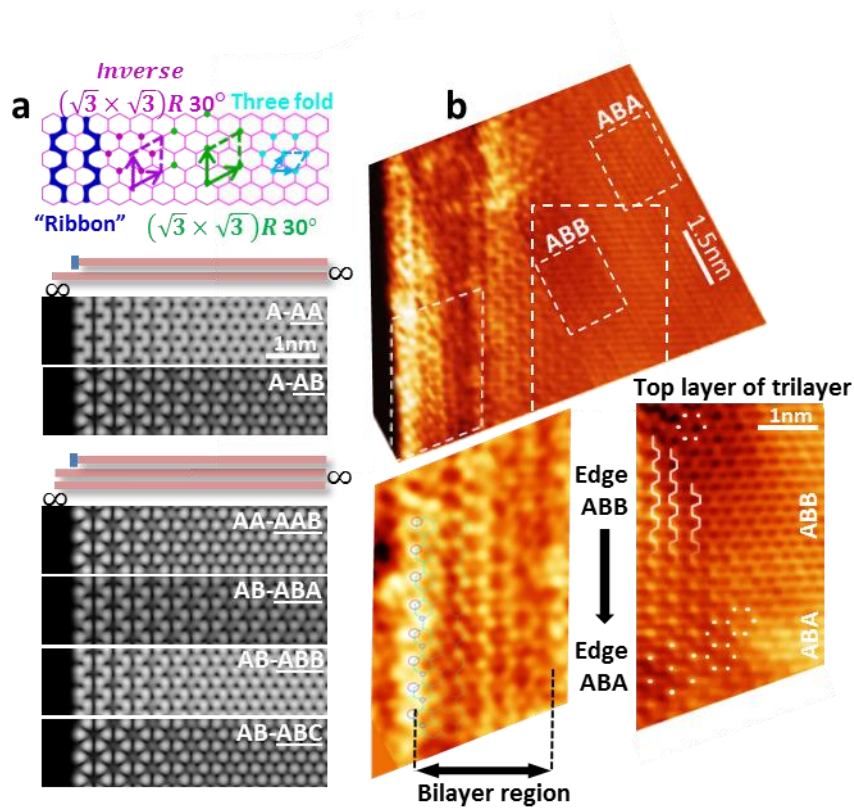 a
Inverse
(√3 × √3)R 30°
Three fold
"Ribbon"
(√3 × √3)R 30°
∞
∞
A-AA
1nm
A-AB
∞
∞
AA-AAB
AB-ABA
AB-ABB
AB-ABC
b
ABA
ABB
1.5nm
Top layer of trilayer
1nm
Edge
ABB
Edge
ABA
ABB
ABA
Bilayer region